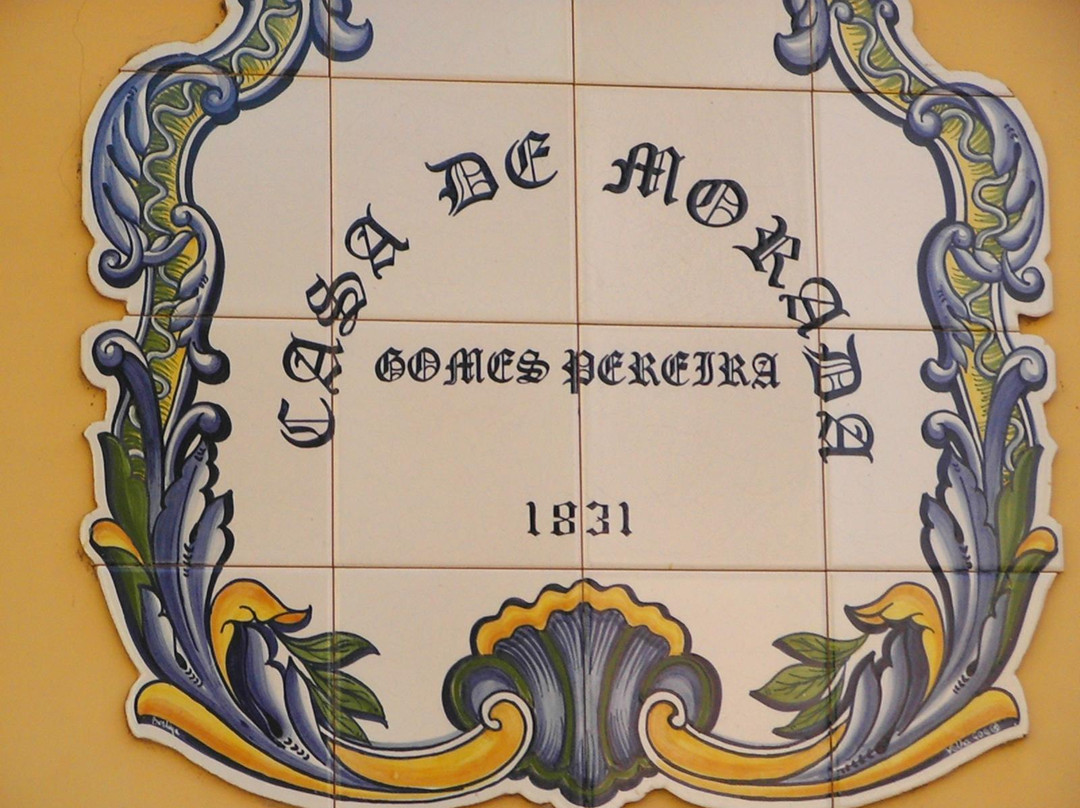 CASA DE MORADA
GOMES PEREIRA
1831